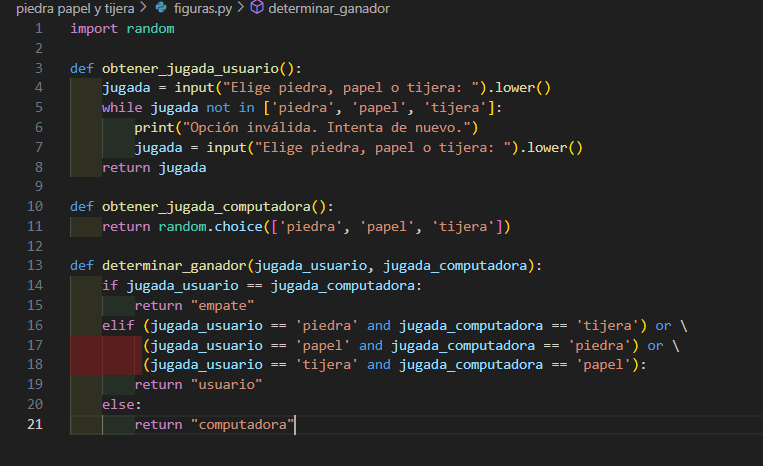 piedra papel y tijera > figuras.py > determinar_ganador
1 import random
2
3 def obtener_jugada_usuario():
4     jugada = input("Elige piedra, papel o tijera: ").lower()
5     while jugada not in ['piedra', 'papel', 'tijera']:
6         print("Opción inválida. Intenta de nuevo.")
7         jugada = input("Elige piedra, papel o tijera: ").lower()
8     return jugada
9
10 def obtener_jugada_computadora():
11     return random.choice(['piedra', 'papel', 'tijera'])
12
13 def determinar_ganador(jugada_usuario, jugada_computadora):
14     if jugada_usuario == jugada_computadora:
15         return "empate"
16     elif (jugada_usuario == 'piedra' and jugada_computadora == 'tijera') or \
17          (jugada_usuario == 'papel' and jugada_computadora == 'piedra') or \
18          (jugada_usuario == 'tijera' and jugada_computadora == 'papel'):
19         return "usuario"
20     else:
21         return "computadora"